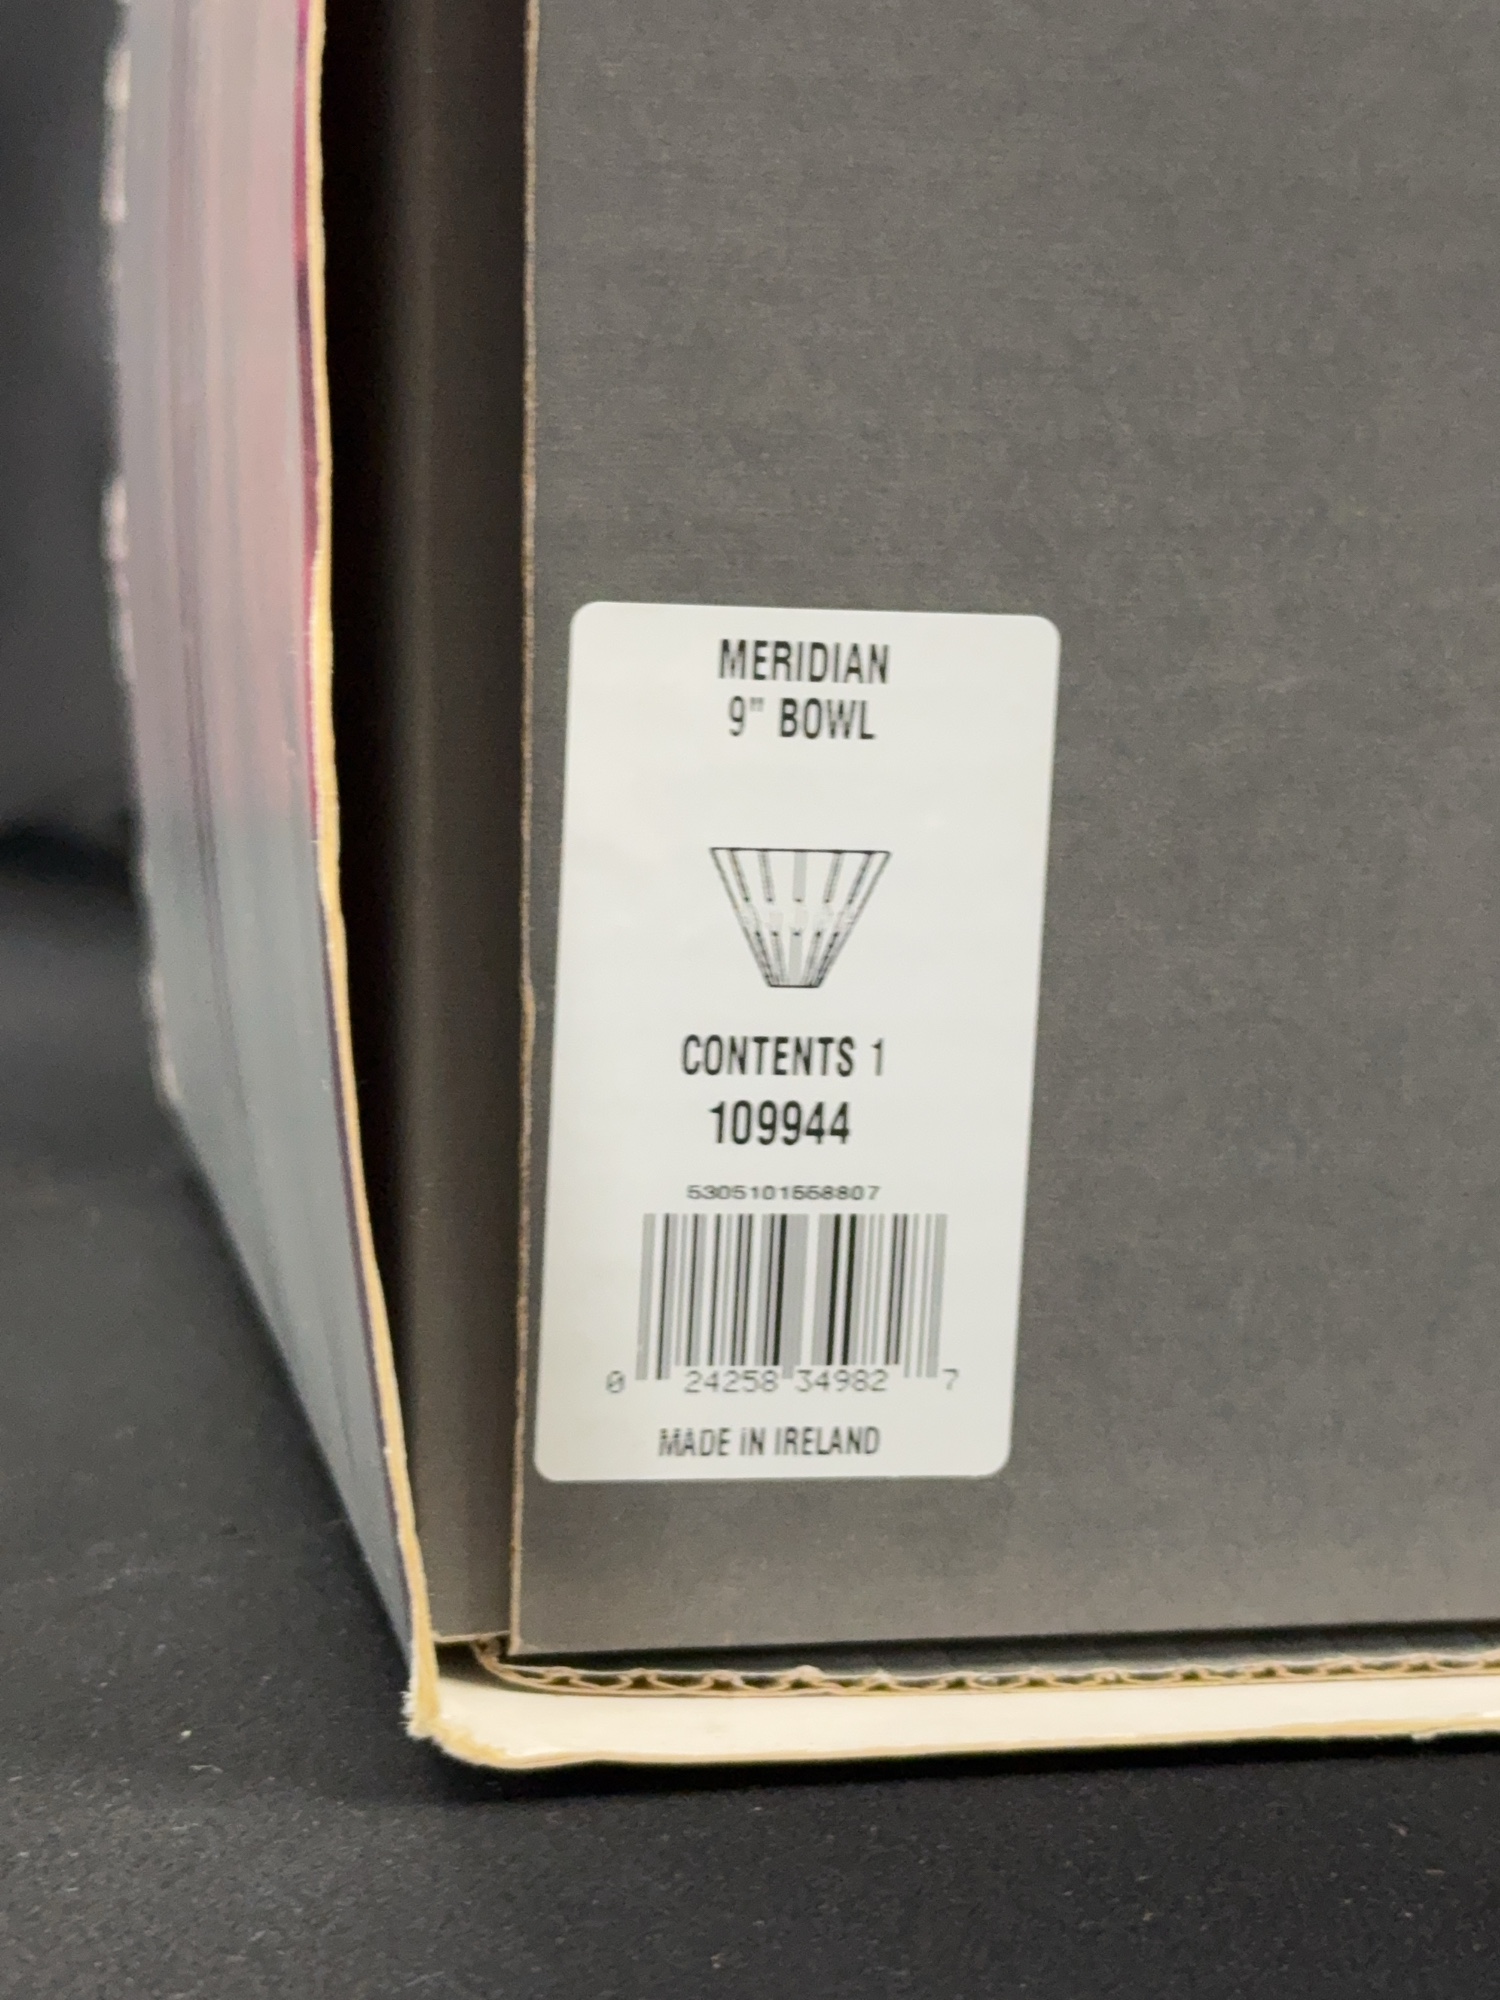 MERIDIAN
9" BOWL
CONTENTS 1
109944
5305101558807
0 24258 34982 7
MADE IN IRELAND